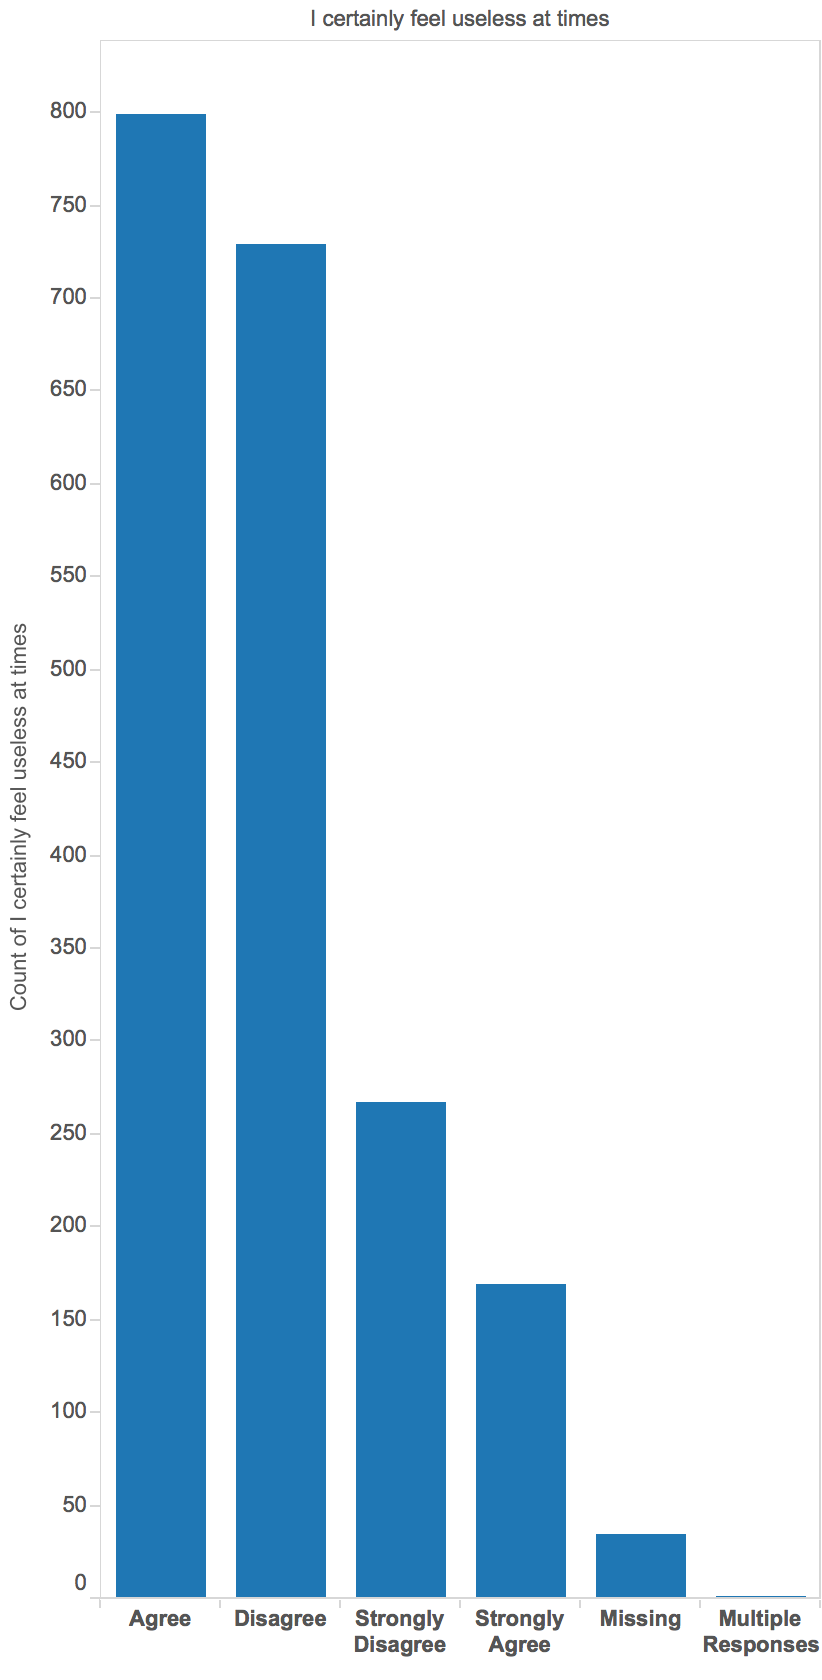 I certainly feel useless at times
Count of I certainly feel useless at times
800
750
700
650
600
550
500
450
400
350
300
250
200
150
100
50
0
Agree
Disagree
Strongly
Disagree
Strongly
Agree
Missing
Multiple
Responses